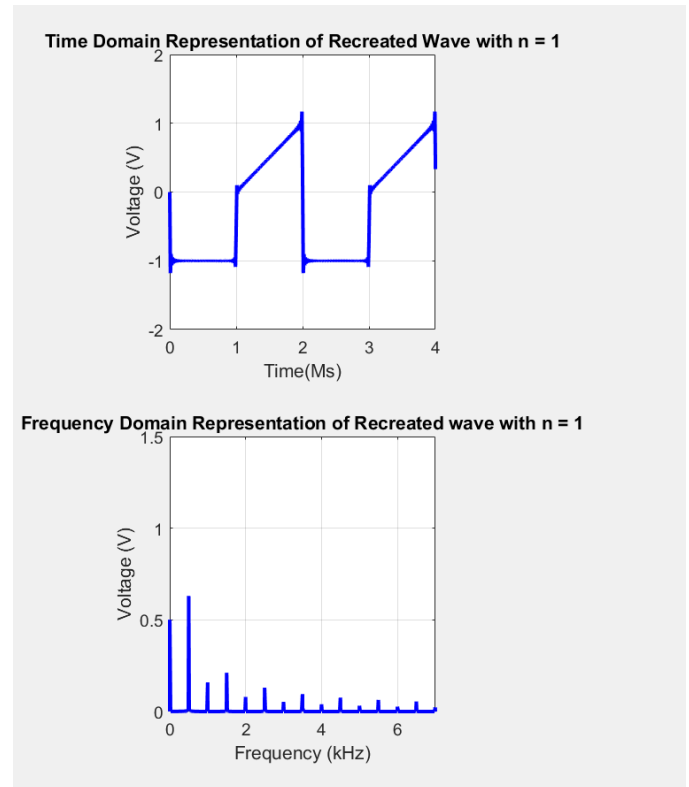 Time Domain Representation of Recreated Wave with n = 1
2
1
0
-1
-2
Voltage (V)
0 1 2 3 4
Time(Ms)
Frequency Domain Representation of Recreated wave with n = 1
1.5
1
0.5
0
Voltage (V)
0 2 4 6
Frequency (kHz)